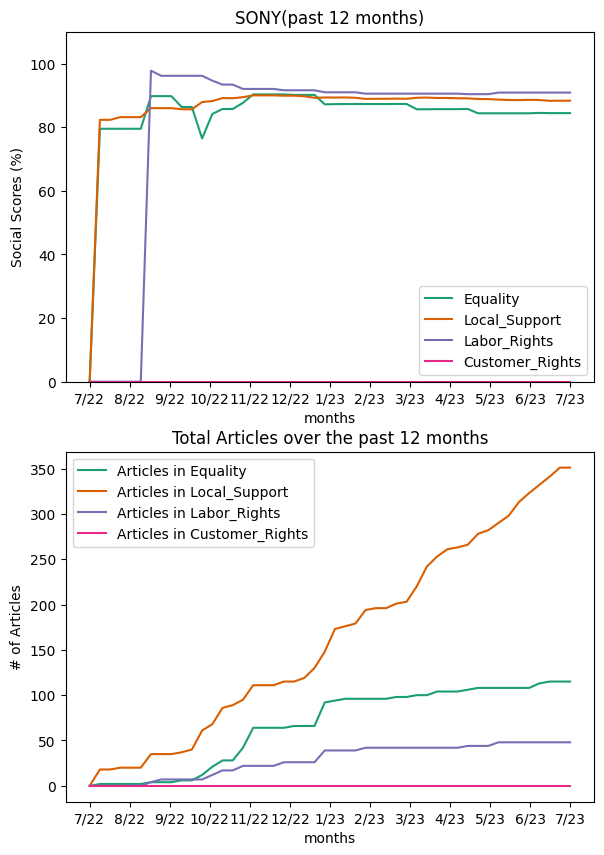 SONY(past 12 months)
100
80
60
40
20
0
Social Scores (%)
Equality
Local_Support
Labor_Rights
Customer_Rights
7/22 8/22 9/22 10/22 11/22 12/22 1/23 2/23 3/23 4/23 5/23 6/23 7/23
months
Total Articles over the past 12 months
350
300
250
200
150
100
50
0
# of Articles
Articles in Equality
Articles in Local_Support
Articles in Labor_Rights
Articles in Customer_Rights
7/22 8/22 9/22 10/22 11/22 12/22 1/23 2/23 3/23 4/23 5/23 6/23 7/23
months